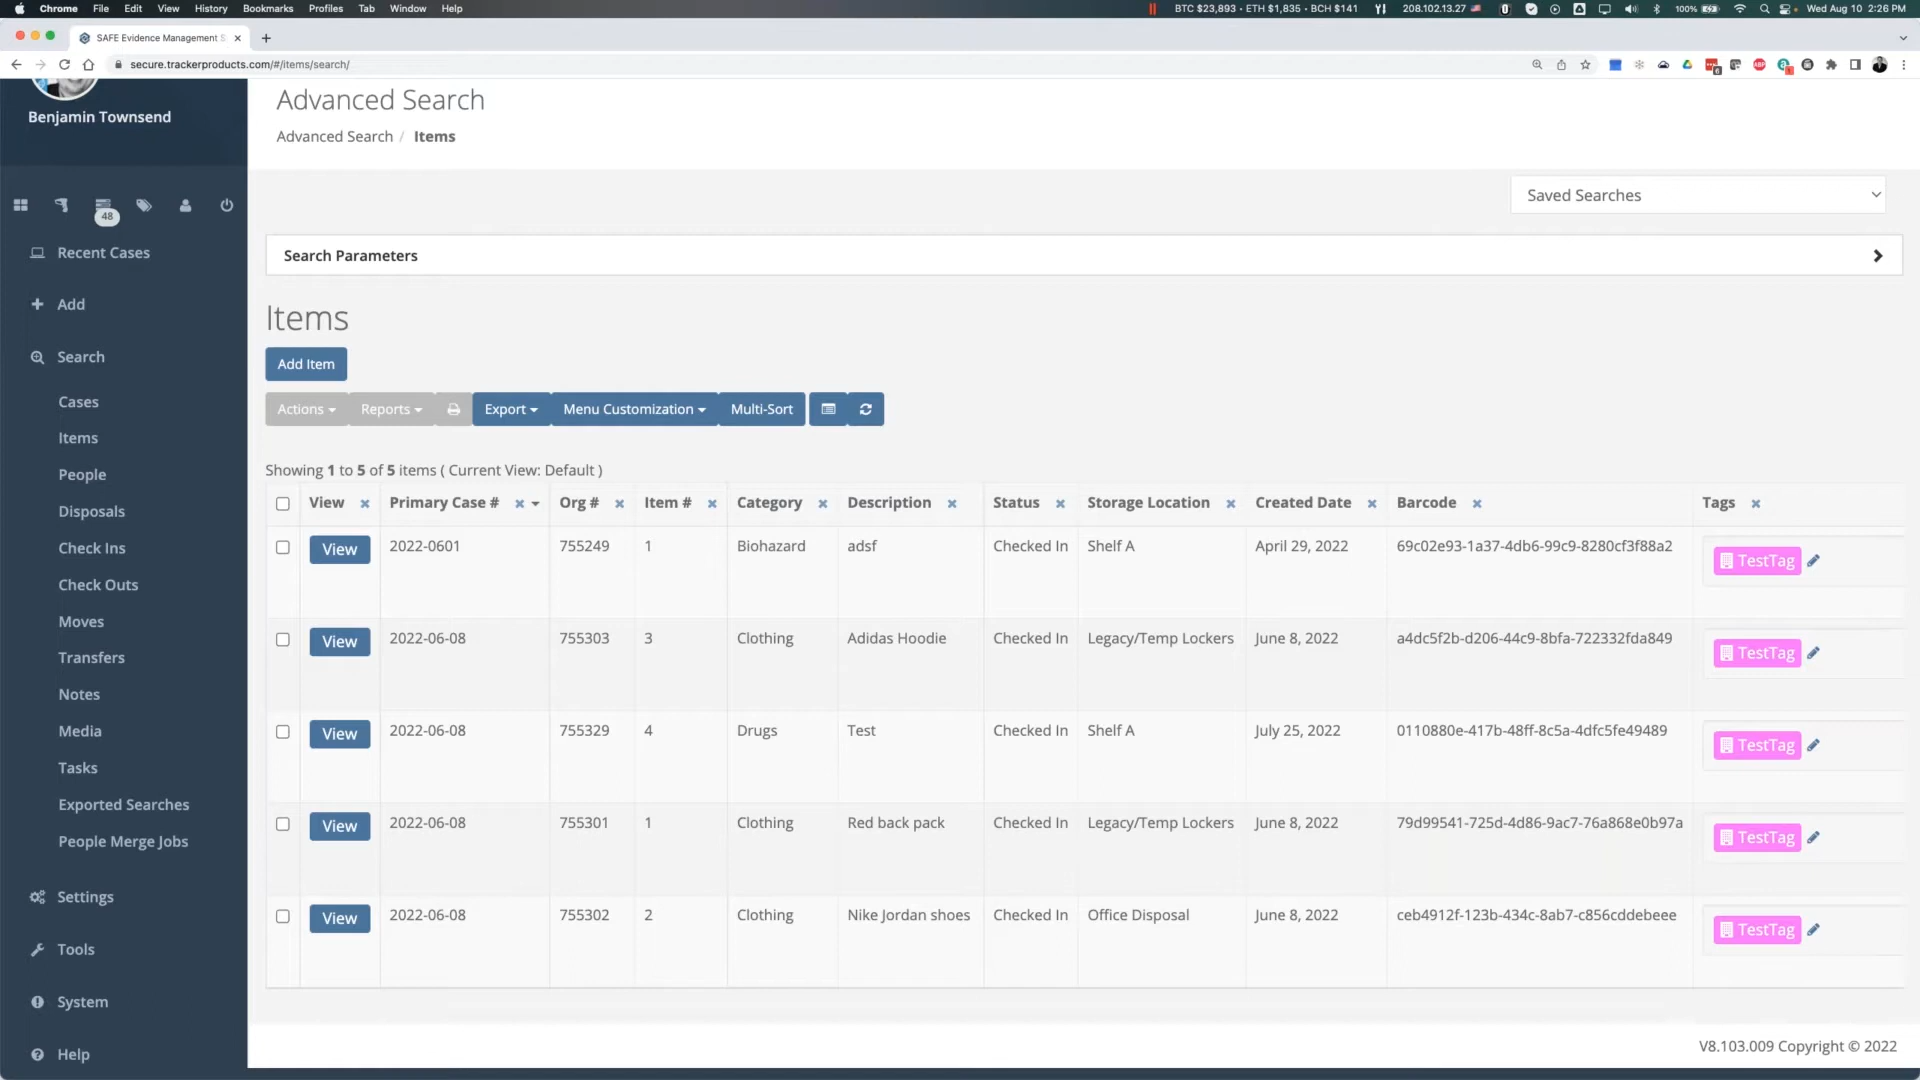 Chrome File Edit View History Bookmarks Profiles Tab Window Help BTC $23,893 • ETH $1,835 • BCH $141 208.102.13.27 100% Wed Aug 10 2:26 PM
SAFE Evidence Management S
secure.trackerproducts.com/#/items/search/
Benjamin Townsend
48
Recent Cases
Add
Search
Cases
Items
People
Disposals
Check Ins
Check Outs
Moves
Transfers
Notes
Media
Tasks
Exported Searches
People Merge Jobs
Settings
Tools
System
Help
Advanced Search
Advanced Search / Items
Saved Searches
Search Parameters
Items
Add Item
Actions Reports Export Menu Customization Multi-Sort
Showing 1 to 5 of 5 items ( Current View: Default )
View Primary Case # Org # Item # Category Description Status Storage Location Created Date Barcode Tags
View 2022-0601 755249 1 Biohazard adsf Checked In Shelf A April 29, 2022 69c02e93-1a37-4db6-99c9-8280cf3f88a2 TestTag
View 2022-06-08 755303 3 Clothing Adidas Hoodie Checked In Legacy/Temp Lockers June 8, 2022 a4dc5f2b-d206-44c9-8bfa-722332fda849 TestTag
View 2022-06-08 755329 4 Drugs Test Checked In Shelf A July 25, 2022 0110880e-417b-48ff-8c5a-4dfc5fe49489 TestTag
View 2022-06-08 755301 1 Clothing Red back pack Checked In Legacy/Temp Lockers June 8, 2022 79d99541-725d-4d86-9ac7-76a868e0b97a TestTag
View 2022-06-08 755302 2 Clothing Nike Jordan shoes Checked In Office Disposal June 8, 2022 ceb4912f-123b-434c-8ab7-c856cddebeee TestTag
V8.103.009 Copyright © 2022